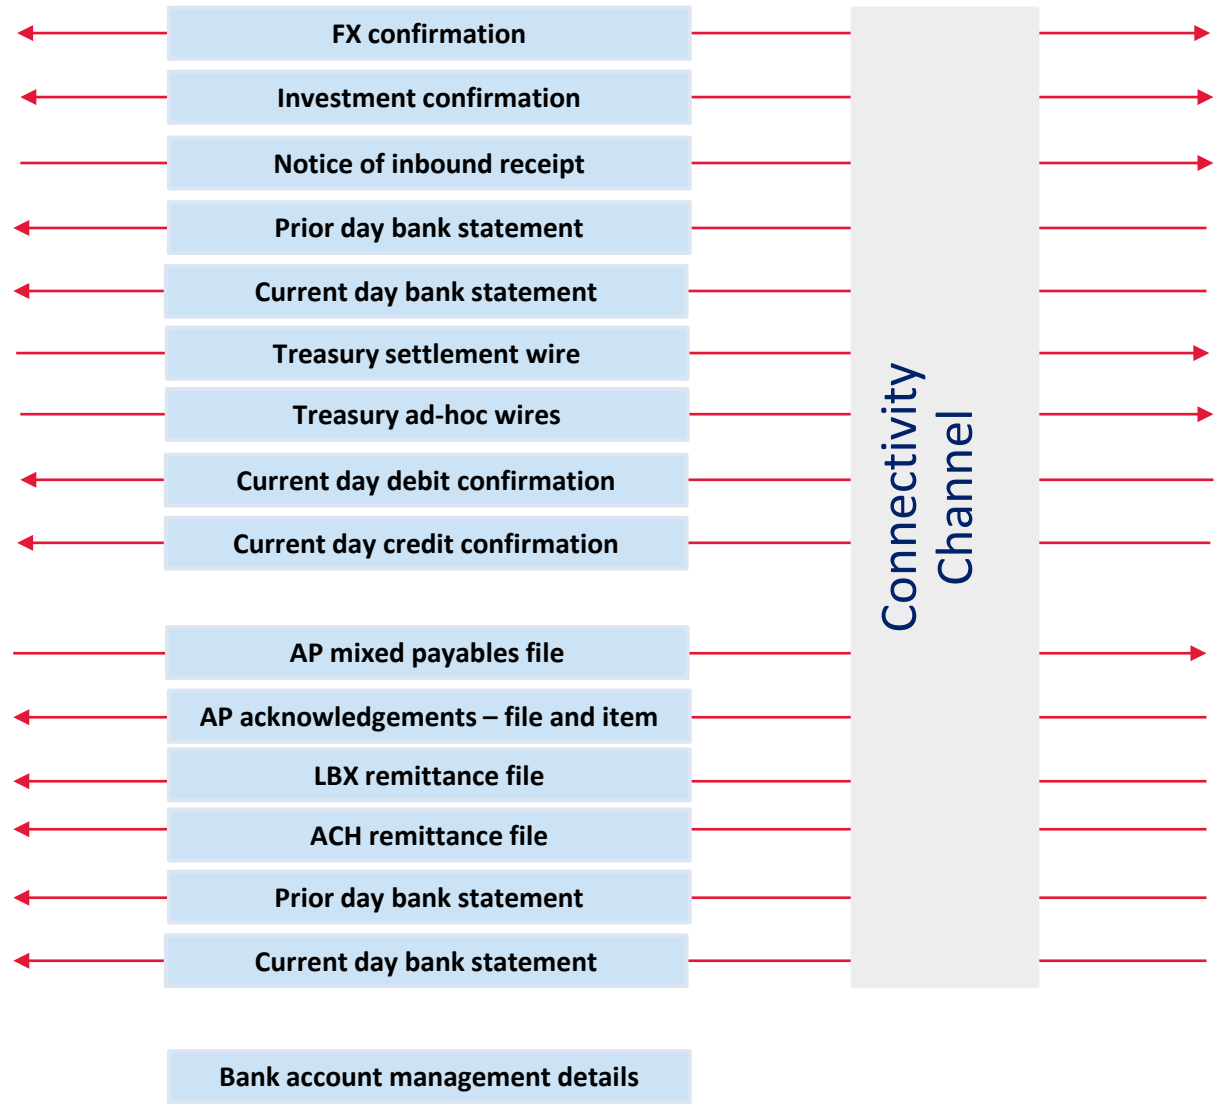 FX confirmation
Investment confirmation
Notice of inbound receipt
Prior day bank statement
Current day bank statement
Treasury settlement wire
Treasury ad-hoc wires
Current day debit confirmation
Current day credit confirmation
AP mixed payables file
AP acknowledgements – file and item
LBX remittance file
ACH remittance file
Prior day bank statement
Current day bank statement
Bank account management details
Connectivity
Channel